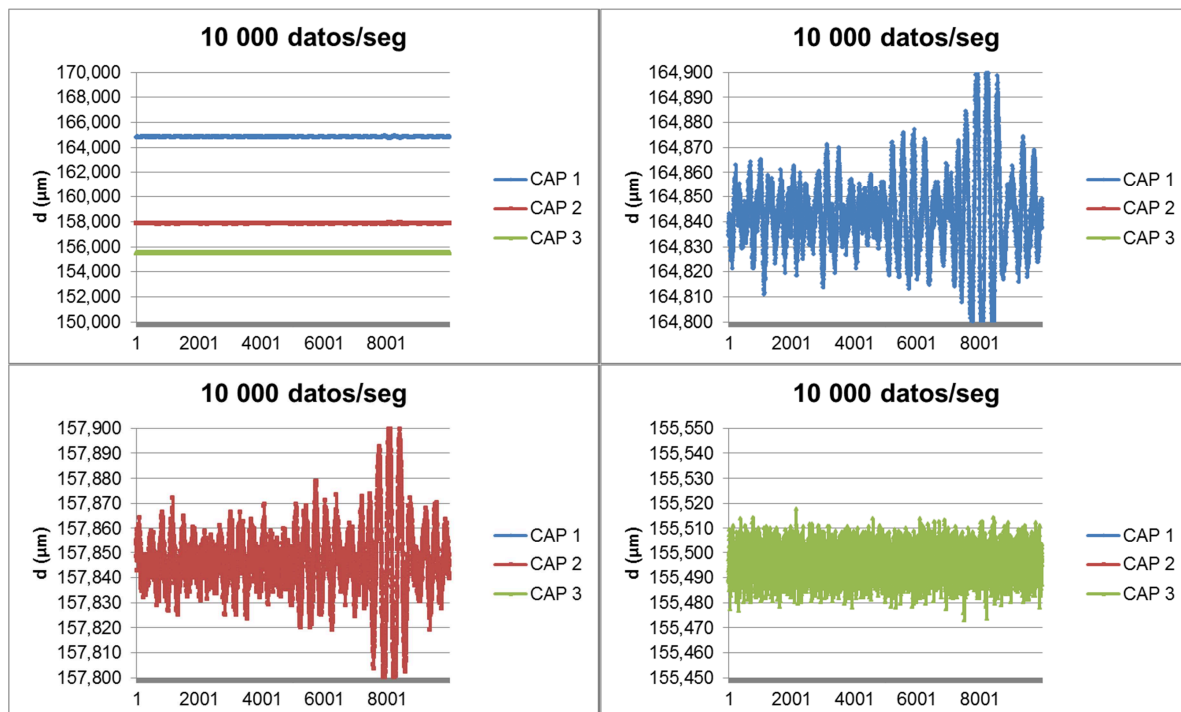 10 000 datos/seg
d (µm)
170,000
168,000
166,000
164,000
162,000
160,000
158,000
156,000
154,000
152,000
150,000
1 2001 4001 6001 8001
CAP 1
CAP 2
CAP 3
10 000 datos/seg
d (µm)
164,900
164,890
164,880
164,870
164,860
164,850
164,840
164,830
164,820
164,810
164,800
1 2001 4001 6001 8001
CAP 1
CAP 2
CAP 3
10 000 datos/seg
d (µm)
157,900
157,890
157,880
157,870
157,860
157,850
157,840
157,830
157,820
157,810
157,800
1 2001 4001 6001 8001
CAP 1
CAP 2
CAP 3
10 000 datos/seg
d (µm)
155,550
155,540
155,530
155,520
155,510
155,500
155,490
155,480
155,470
155,460
155,450
1 2001 4001 6001 8001
CAP 1
CAP 2
CAP 3